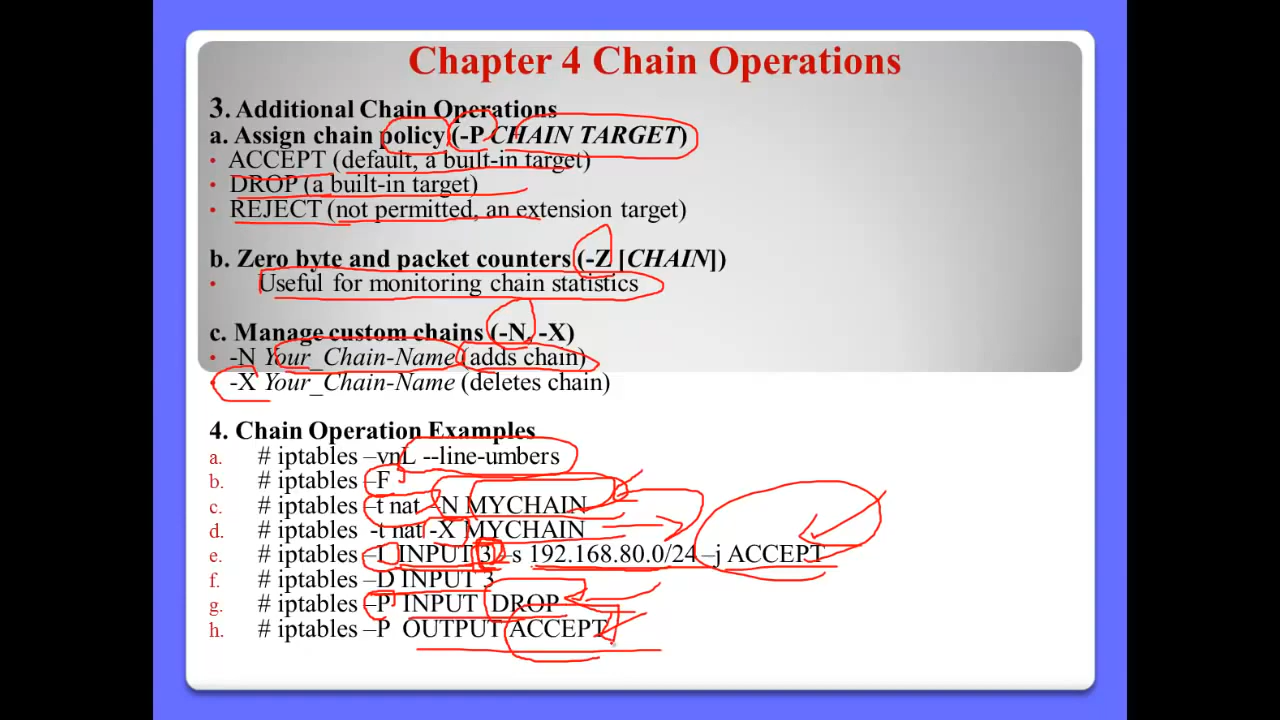 Chapter 4 Chain Operations
3. Additional Chain Operations
a. Assign chain policy (-P CHAIN TARGET)
• ACCEPT (default, a built-in target)
• DROP (a built-in target)
• REJECT (not permitted, an extension target)
b. Zero byte and packet counters (-Z [CHAIN])
• Useful for monitoring chain statistics
c. Manage custom chains (-N, -X)
• -N Your_Chain-Name (adds chain)
• -X Your_Chain-Name (deletes chain)
4. Chain Operation Examples
a. # iptables –vnL --line-umbers
b. # iptables –F
c. # iptables –t nat -N MYCHAIN
d. # iptables -t nat -X MYCHAIN
e. # iptables –I INPUT 3 –s 192.168.80.0/24 –j ACCEPT
f. # iptables –D INPUT 3
g. # iptables –P INPUT DROP
h. # iptables –P OUTPUT ACCEPT